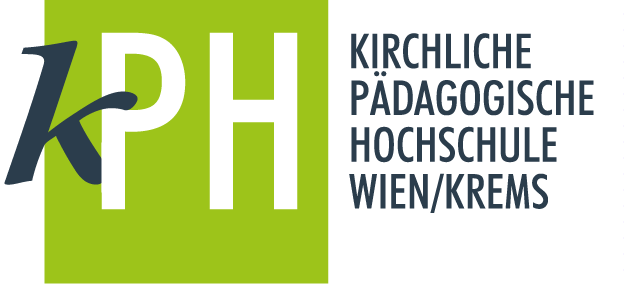 kPH
KIRCHLICHE
PÄDAGOGISCHE
HOCHSCHULE
WIEN/KREMS